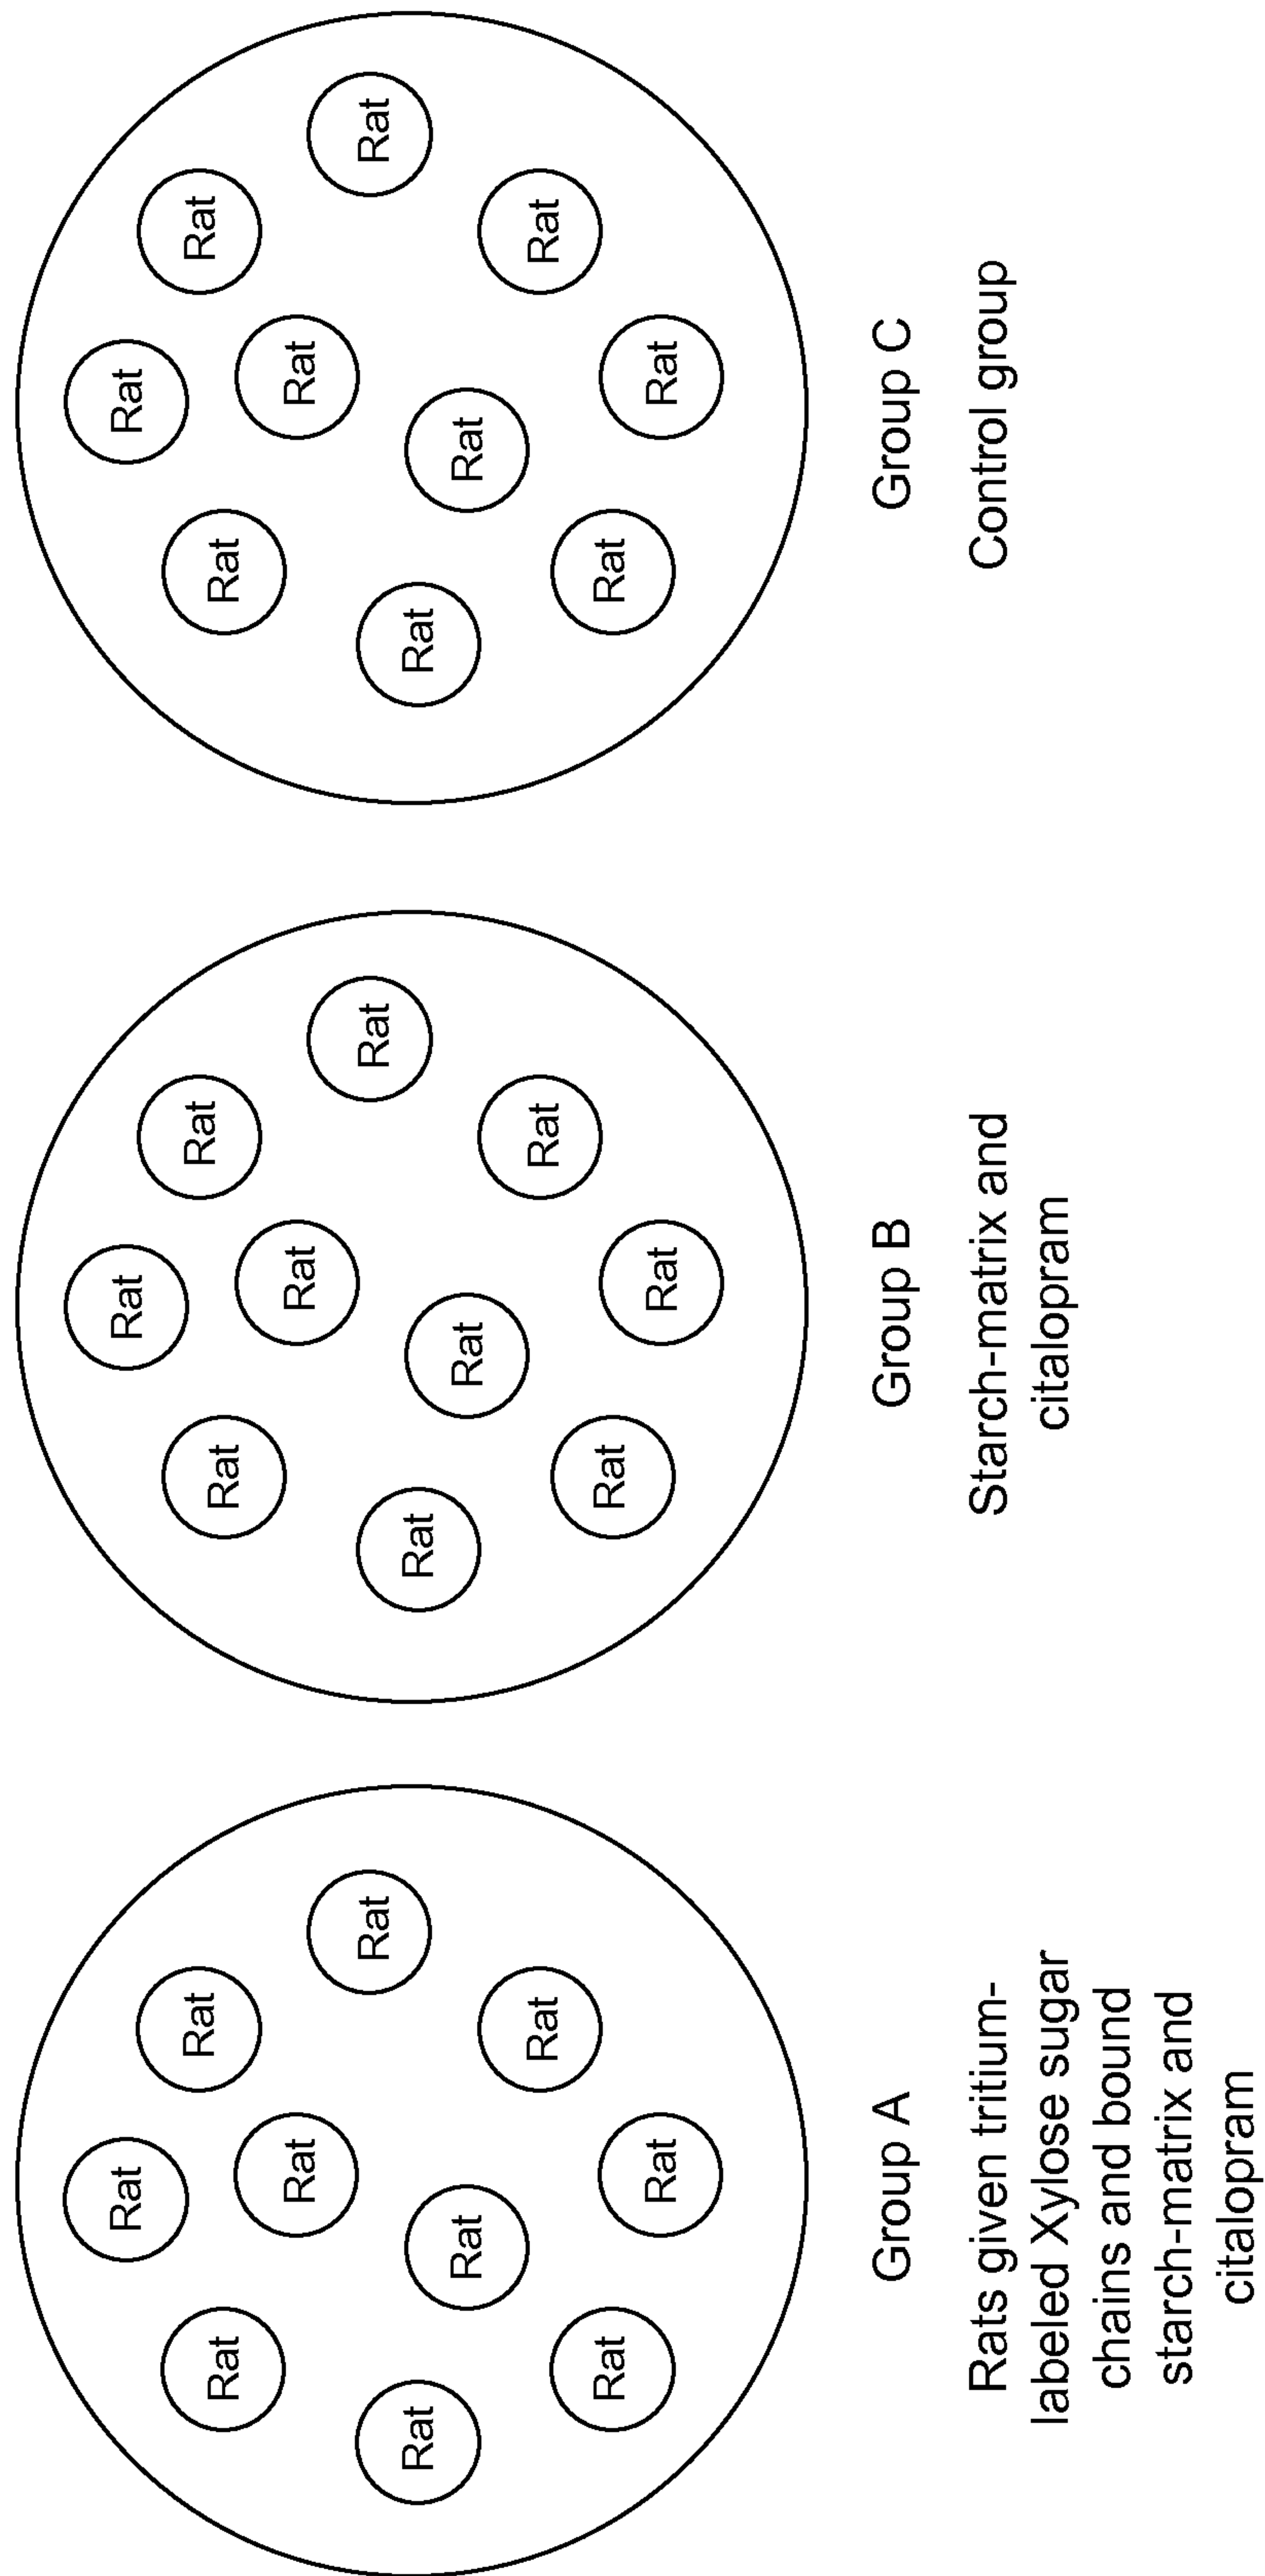 Rat
Rat
Rat
Rat
Rat
Rat
Rat
Rat
Rat
Rat
Group A
Rats given tritium-
labeled Xylose sugar
chains and bound
starch-matrix and
citalopram
Rat
Rat
Rat
Rat
Rat
Rat
Rat
Rat
Rat
Rat
Group B
Starch-matrix and
citalopram
Rat
Rat
Rat
Rat
Rat
Rat
Rat
Rat
Rat
Rat
Group C
Control group